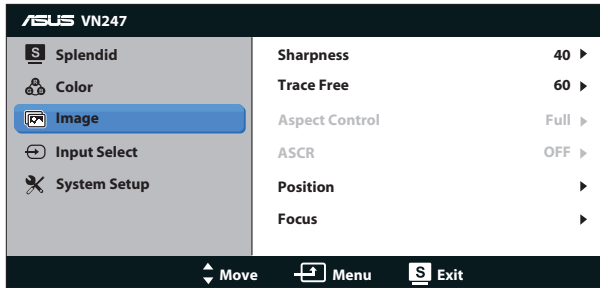 ASUS VN247
S Splendid
Color
Image
Input Select
System Setup
Sharpness 40
Trace Free 60
Aspect Control Full
ASCR OFF
Position
Focus
Move Menu S Exit